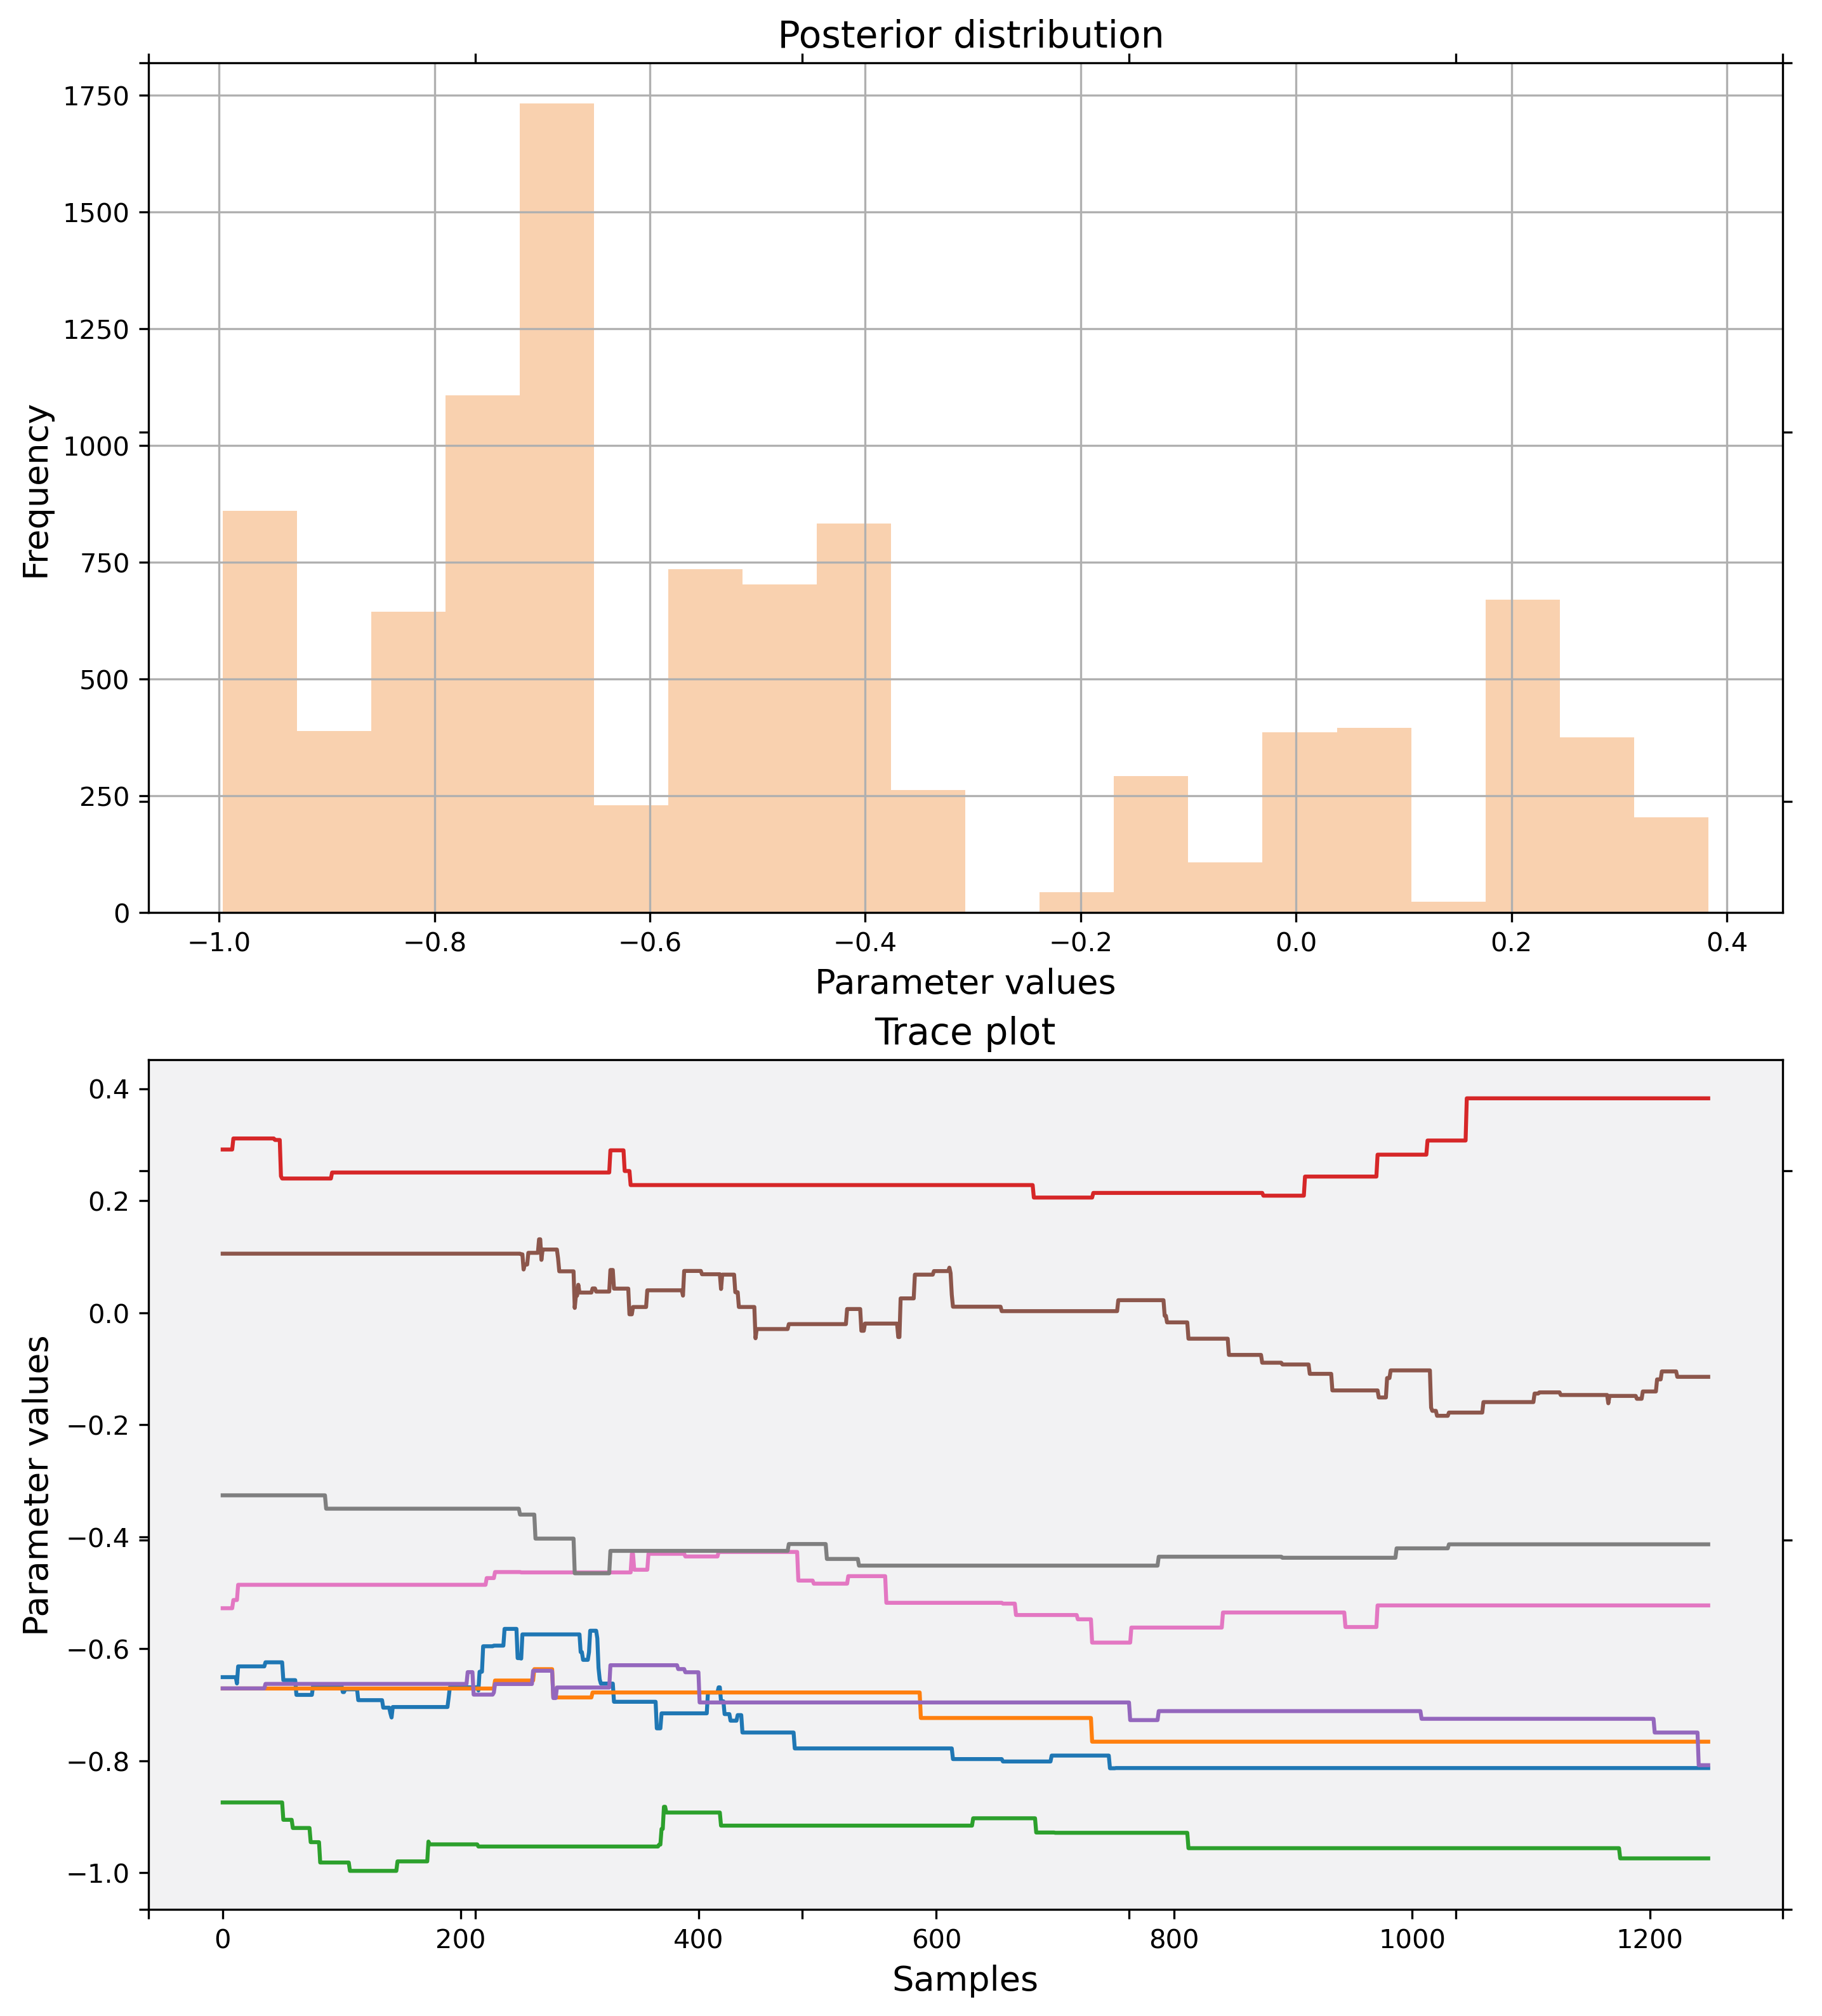 Posterior distribution
1750
1500
1250
1000
750
500
250
0
Frequency
−1.0 −0.8 −0.6 −0.4 −0.2 0.0 0.2 0.4
Parameter values
Trace plot
0.4
0.2
0.0
−0.2
−0.4
−0.6
−0.8
−1.0
Parameter values
0 200 400 600 800 1000 1200
Samples